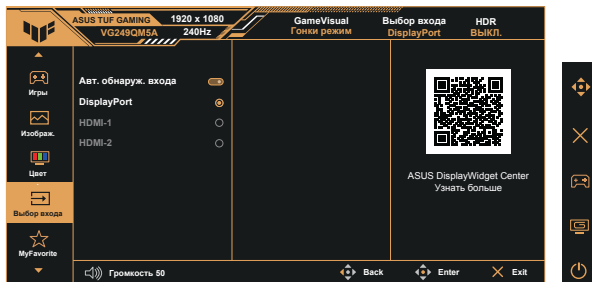 ASUS TUF GAMING 1920 x 1080
VG249QM5A 240Hz
GameVisual
Гонки режим
Выбор входа
DisplayPort
HDR
ВЫКЛ.
Игры
Изображ.
Цвет
Выбор входа
MyFavorite
Авт. обнаруж. входа
DisplayPort
HDMI-1
HDMI-2
ASUS DisplayWidget Center
Узнать больше
Громкость 50
Back
Enter
Exit